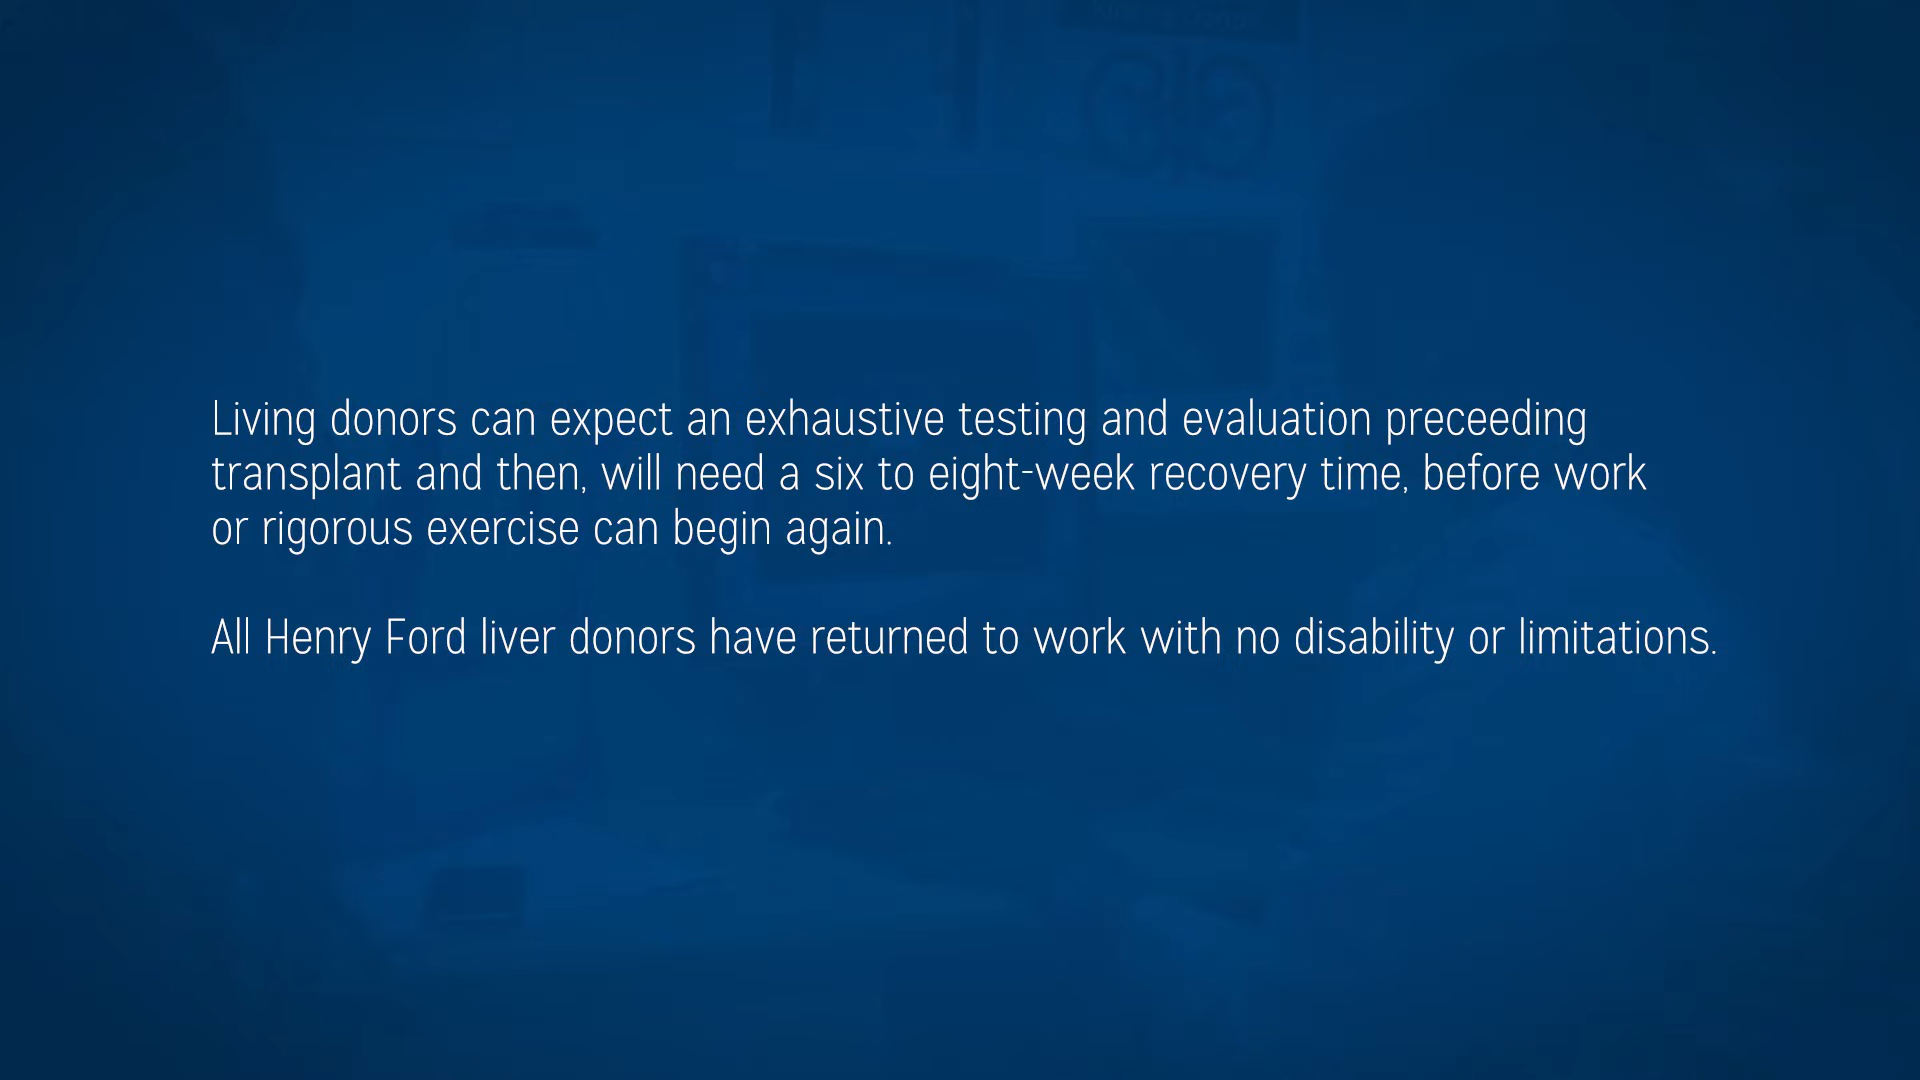 Living donors can expect an exhaustive testing and evaluation preceeding
transplant and then, will need a six to eight-week recovery time, before work
or rigorous exercise can begin again.
All Henry Ford liver donors have returned to work with no disability or limitations.